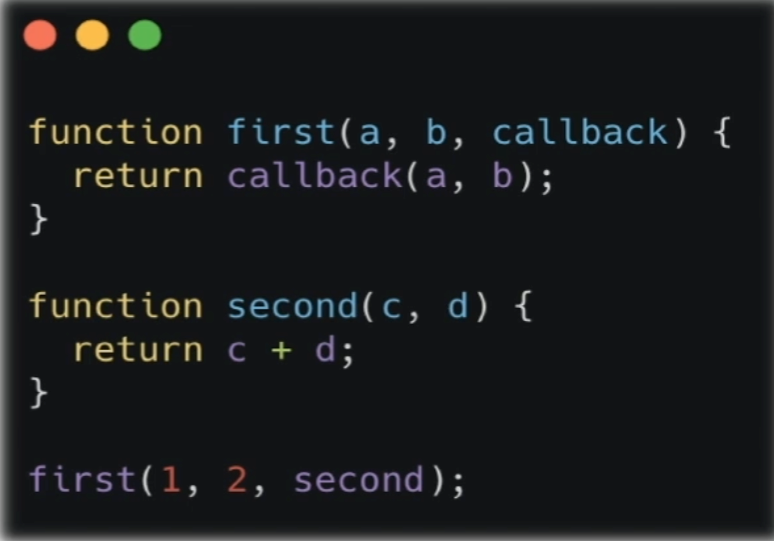 function first(a, b, callback) {
  return callback(a, b);
}
function second(c, d) {
  return c + d;
}
first(1, 2, second);